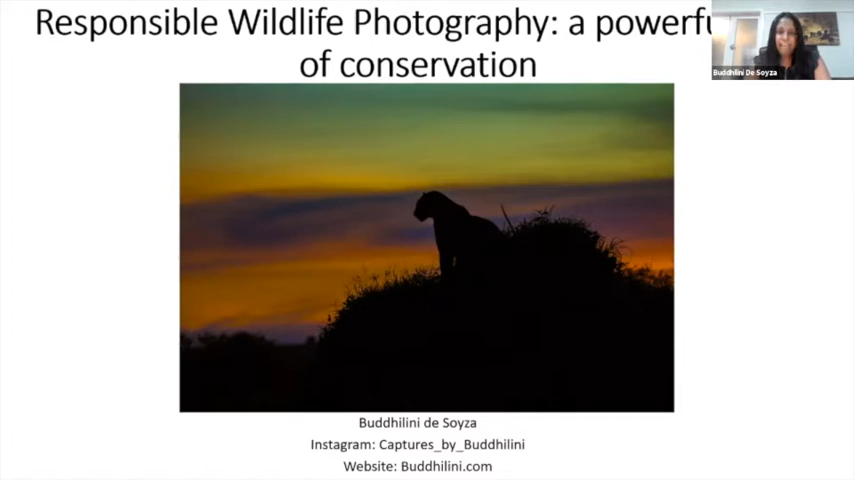 Responsible Wildlife Photography: a powerfu
of conservation
Buddhilini De Soyza
Buddhilini de Soyza
Instagram: Captures_by_Buddhilini
Website: Buddhilini.com